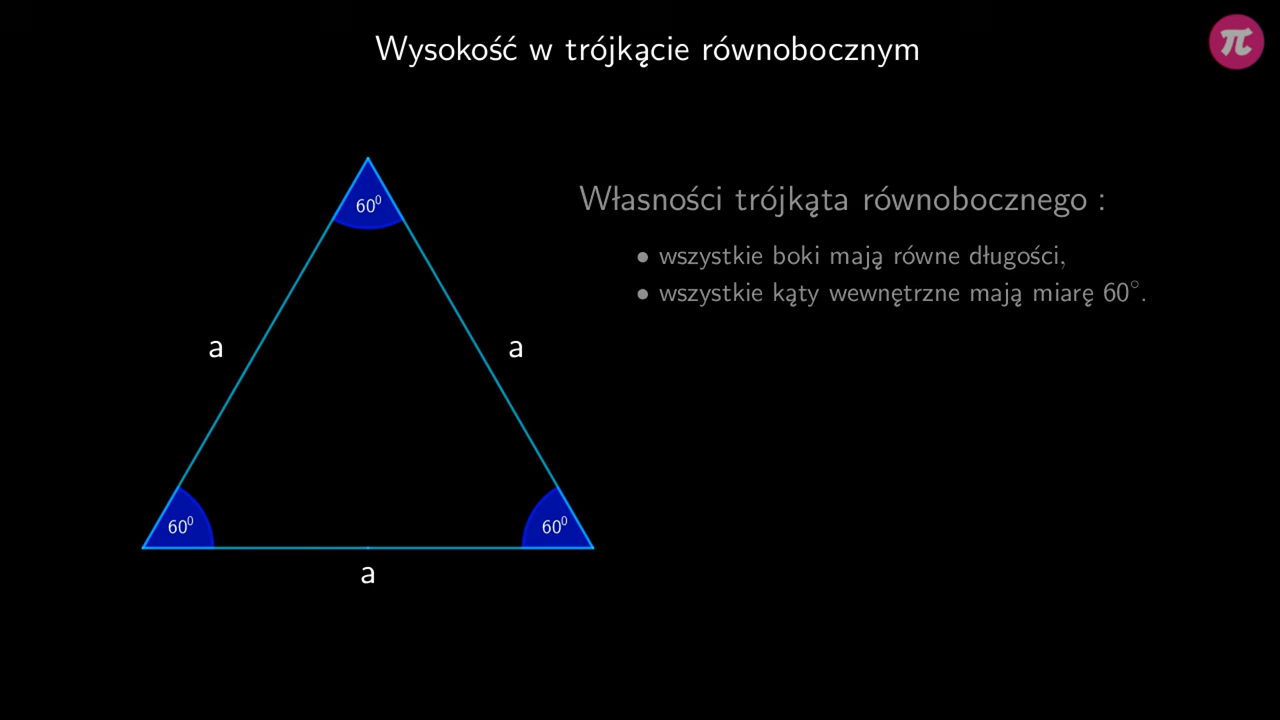 Wysokość w trójkącie równobocznym
π
Własności trójkąta równobocznego :
• wszystkie boki mają równe długości,
• wszystkie kąty wewnętrzne mają miarę 60°.
60⁰
a
a
60⁰
60⁰
a